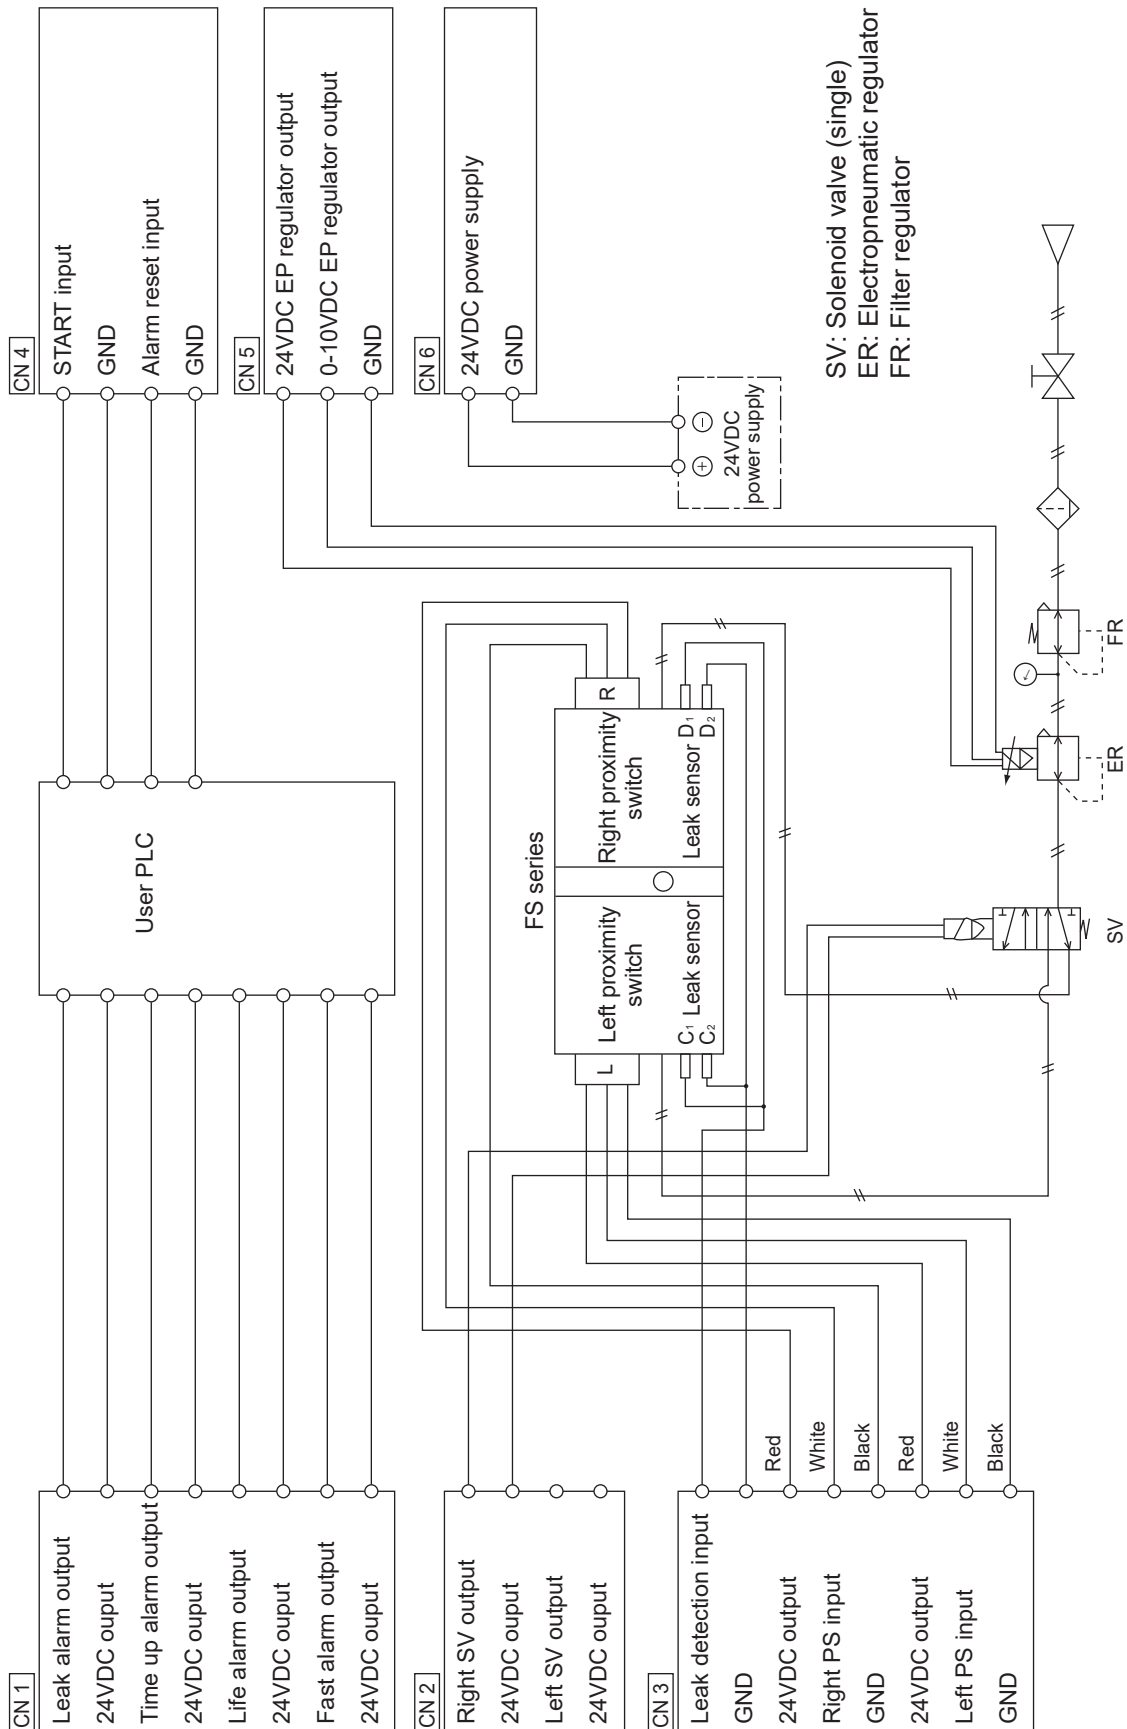 CN 1
Leak alarm output
24VDC ouput
Time up alarm output
24VDC ouput
Life alarm output
24VDC ouput
Fast alarm output
24VDC ouput
CN 2
Right SV output
24VDC ouput
Left SV output
24VDC ouput
CN 3
Leak detection input
GND
24VDC output
Right PS input
GND
24VDC output
Left PS input
GND
Red
White
Black
Red
White
Black
User PLC
FS series
L
Left proximity
switch
C1
C2
Leak sensor
Right proximity
switch
Leak sensor
D1
D2
R
CN 4
START input
GND
Alarm reset input
GND
CN 5
24VDC EP regulator output
0-10VDC EP regulator output
GND
CN 6
24VDC power supply
GND
+
−
24VDC
power supply
SV
ER
FR
SV: Solenoid valve (single)
ER: Electropneumatic regulator
FR: Filter regulator